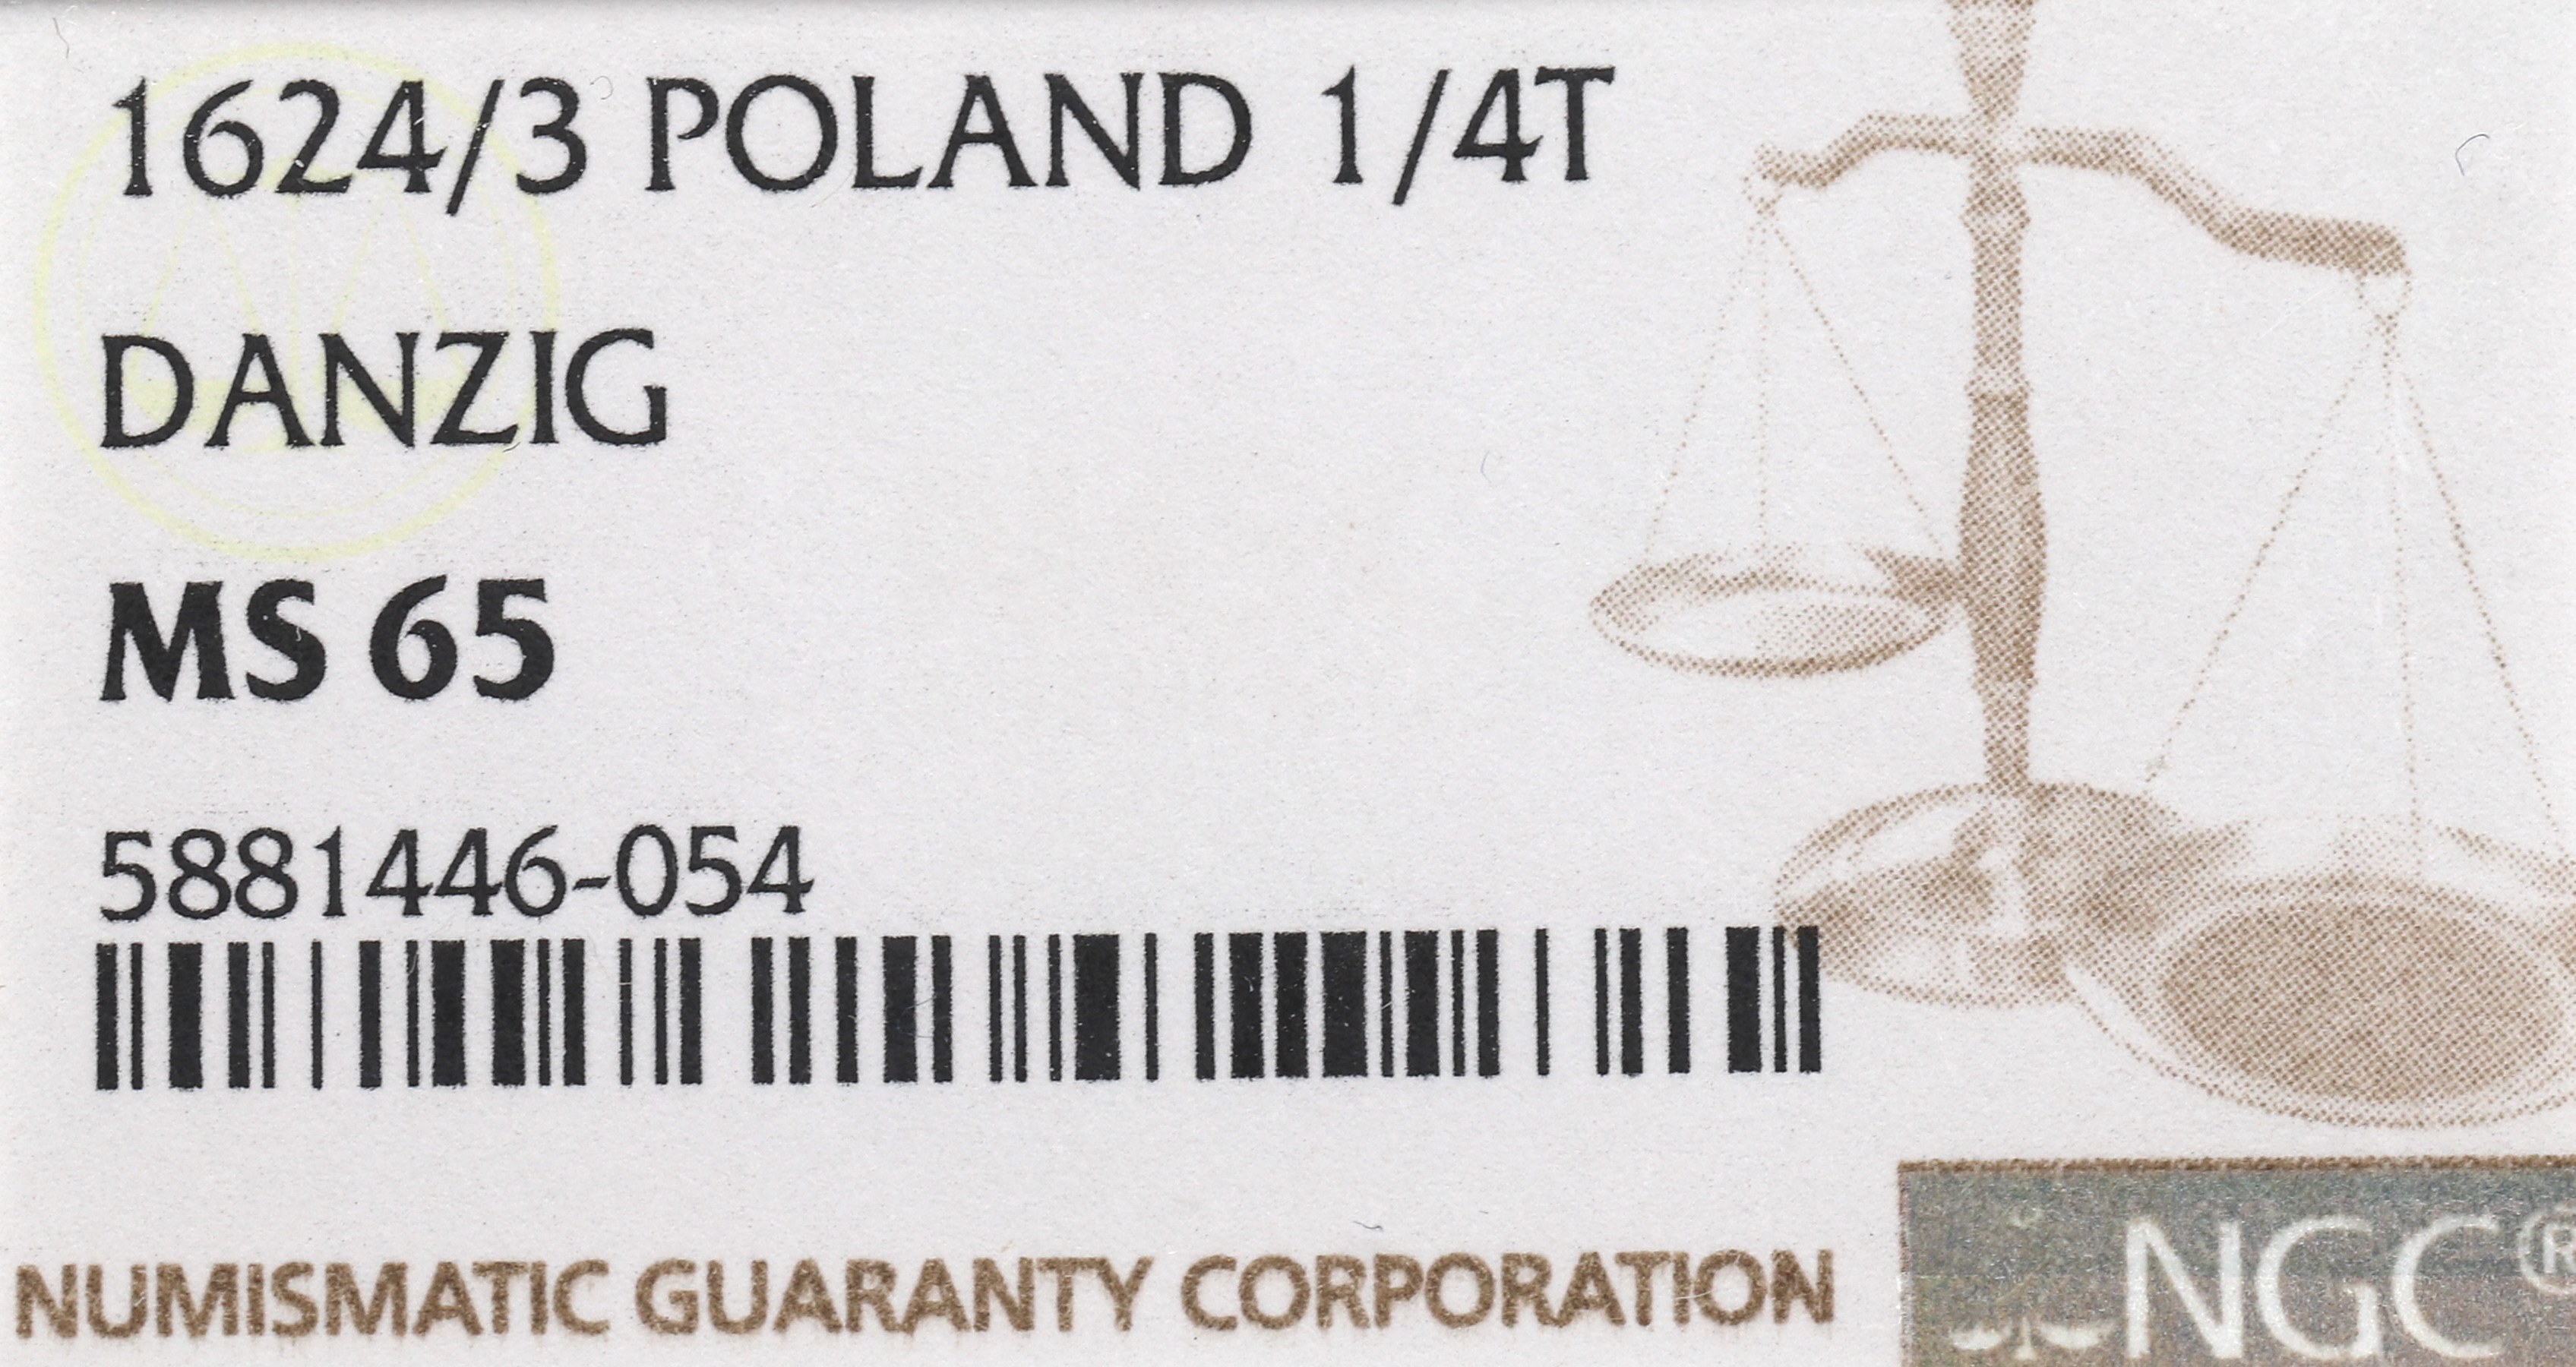 1624/3 POLAND 1/4T
DANZIG
MS 65
5881446-054
NUMISMATIC GUARANTY CORPORATION
NGC®